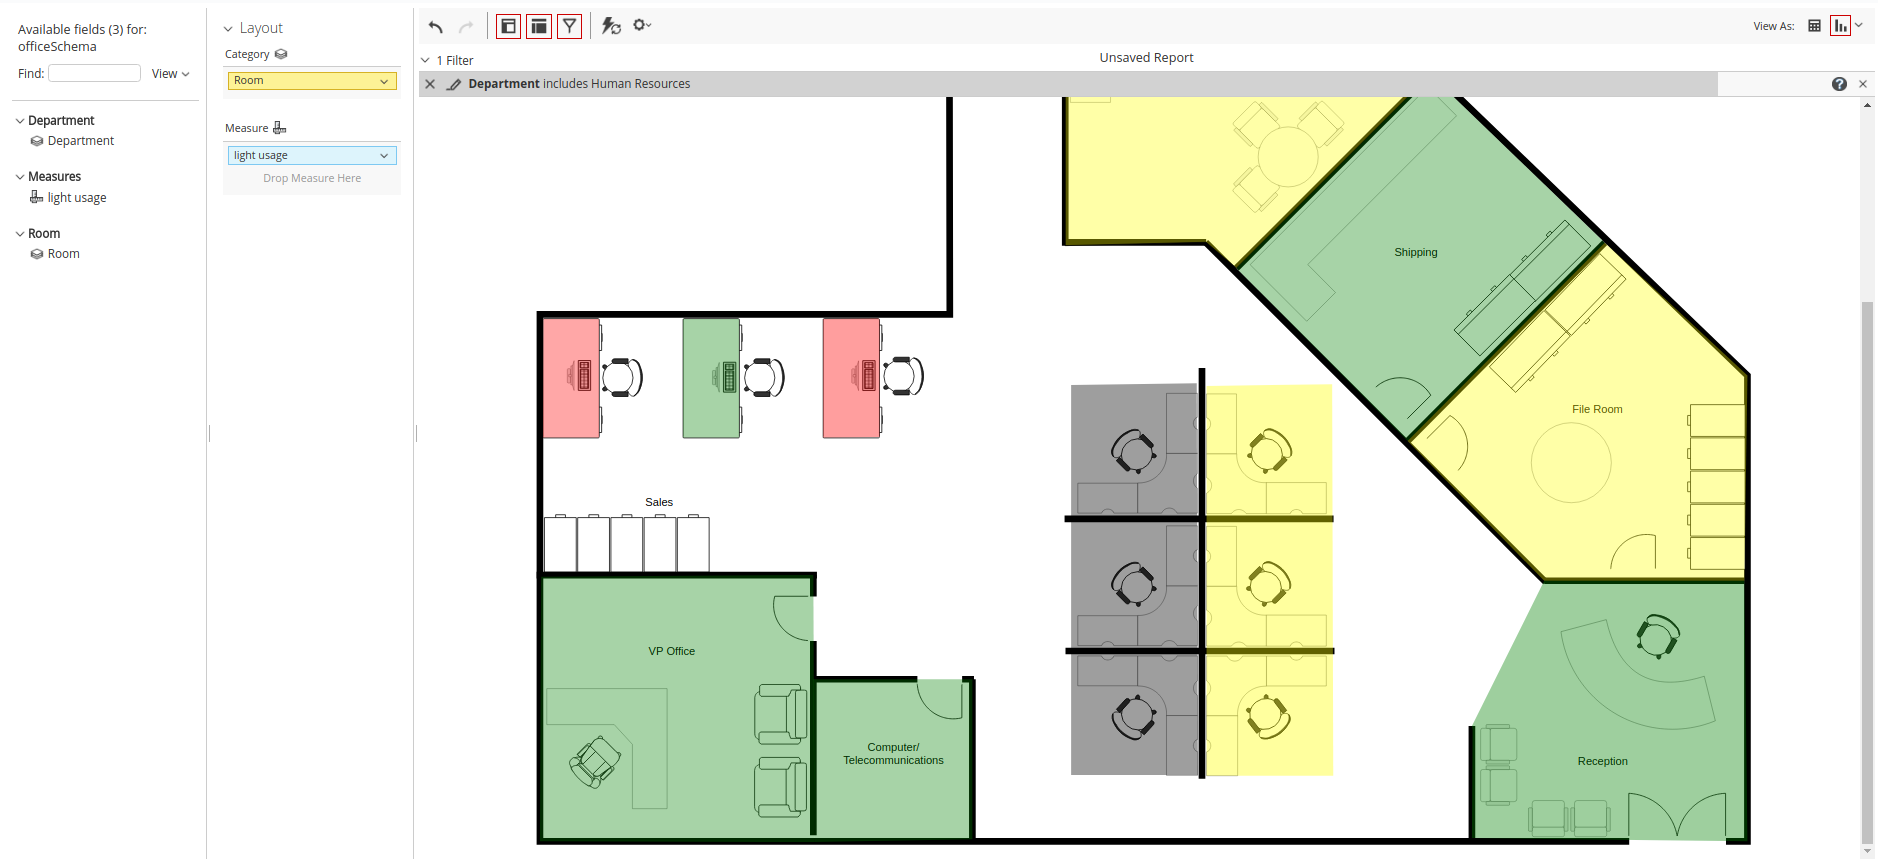 Available fields (3) for:
officeSchema
Find:
View
Department
Department
Measures
light usage
Room
Room
Layout
Category
Room
Measure
light usage
Drop Measure Here
View As:
1 Filter
Unsaved Report
Department includes Human Resources
Shipping
File Room
Sales
VP Office
Computer/
Telecommunications
Reception